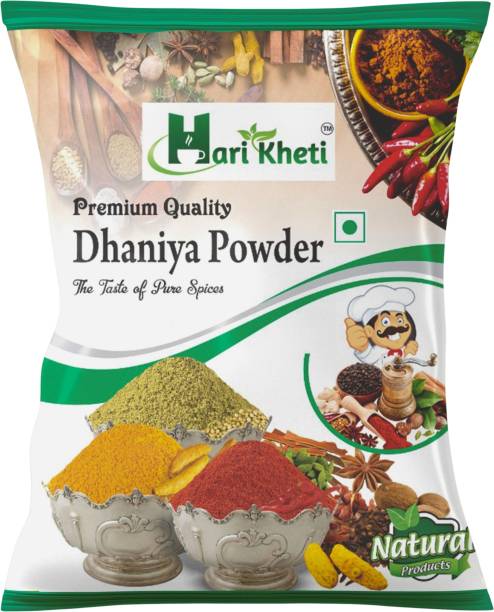 Hari Kheti ™
Premium Quality
Dhaniya Powder
The Taste of Pure Spices
Natural
Products